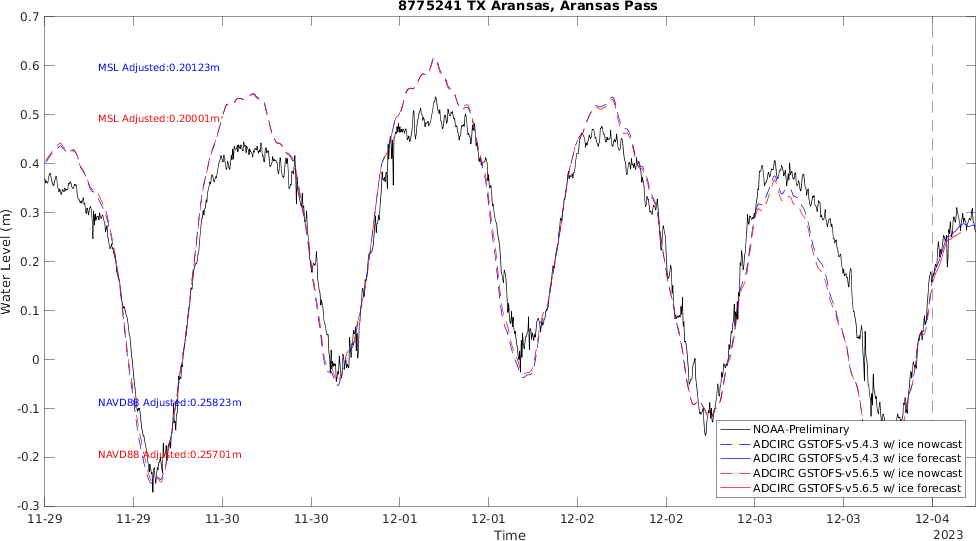 8775241 TX Aransas, Aransas Pass
0.7
0.6
0.5
0.4
0.3
0.2
0.1
0
-0.1
-0.2
-0.3
Water Level (m)
MSL Adjusted:0.20123m
MSL Adjusted:0.20001m
NAVD88 Adjusted:0.25823m
NAVD88 Adjusted:0.25701m
NOAA-Preliminary
ADCIRC GSTOFS-v5.4.3 w/ ice nowcast
ADCIRC GSTOFS-v5.4.3 w/ ice forecast
ADCIRC GSTOFS-v5.6.5 w/ ice nowcast
ADCIRC GSTOFS-v5.6.5 w/ ice forecast
11-29 11-29 11-30 11-30 12-01 12-01 12-02 12-02 12-03 12-03 12-04
Time
2023